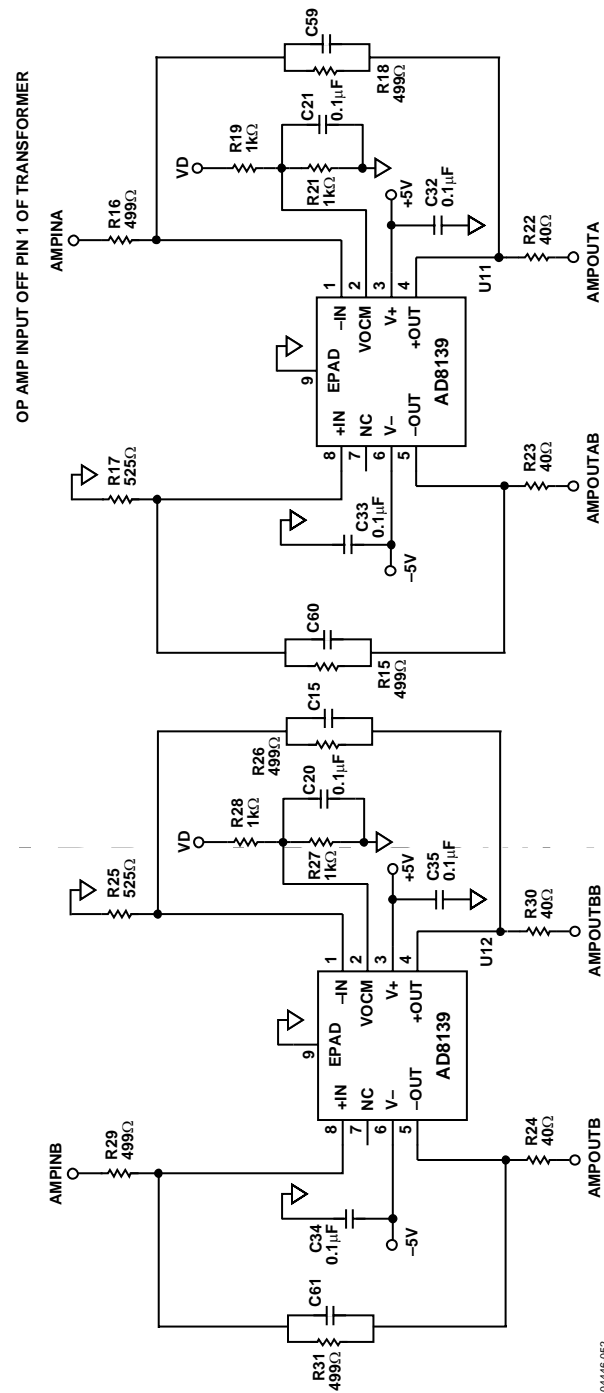 OP AMP INPUT OFF PIN 1 OF TRANSFORMER
AMPINA
R16
499Ω
VD
R19
1kΩ
C59
R18
499Ω
C21
0.1µF
R21
1kΩ
+5V
C32
0.1µF
R22
40Ω
AMPOUTA
U11
1
–IN
2
VOCM
3
V+
4
+OUT
9
EPAD
AD8139
8
+IN
7
NC
6
V–
5
–OUT
R17
525Ω
C33
0.1µF
–5V
C60
R15
499Ω
R23
40Ω
AMPOUTAB
R25
525Ω
VD
R28
1kΩ
R26
499Ω
C15
C20
0.1µF
R27
1kΩ
+5V
C35
0.1µF
R30
40Ω
AMPOUTBB
U12
1
–IN
2
VOCM
3
V+
4
+OUT
9
EPAD
AD8139
8
+IN
7
NC
6
V–
5
–OUT
AMPINB
R29
499Ω
C34
0.1µF
–5V
C61
R31
499Ω
R24
40Ω
AMPOUTB